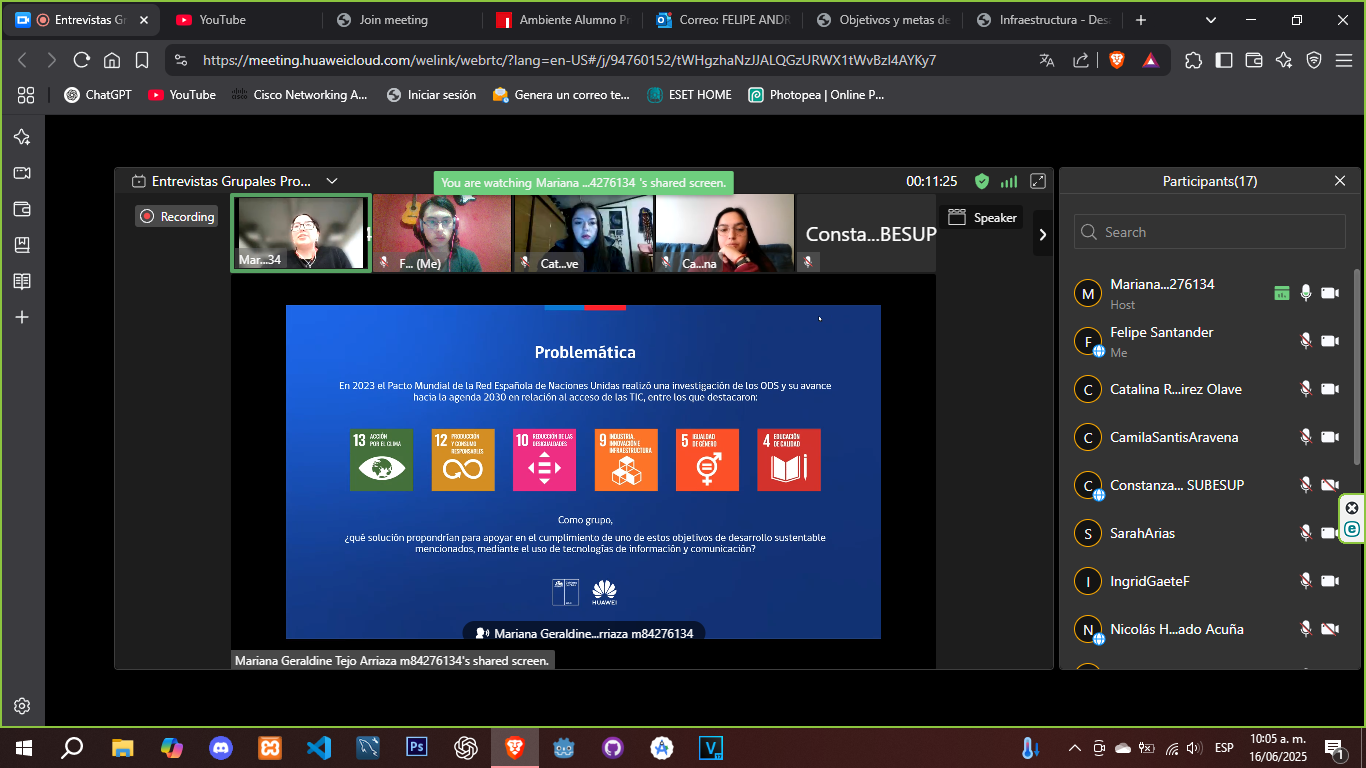 Entrevistas Gr
YouTube
Join meeting
Ambiente Alumno Pr
Correo: FELIPE ANDR
Objetivos y metas de
Infraestructura - Desa
https://meeting.huaweicloud.com/welink/webrtc/?lang=en-US#/j/94760152/tWHgzhaNzJJALQGzURWX1tWvBzI4AYKy7
ChatGPT
YouTube
Cisco Networking A...
Iniciar sesión
Genera un correo te...
ESET HOME
Photopea | Online P...
Entrevistas Grupales Pro...
You are watching Mariana ...4276134 's shared screen.
00:11:25
Recording
Mar...34
F... (Me)
Cat...ve
Ca...na
Consta...BESUP
Speaker
Problemática
En 2023 el Pacto Mundial de la Red Española de Naciones Unidas realizó una investigación de los ODS y su avance
hacia la agenda 2030 en relación al acceso de las TIC, entre los que destacaron:
13 ACCIÓN
POR EL CLIMA
12 PRODUCCIÓN
Y CONSUMO
RESPONSABLES
10 REDUCCIÓN DE LAS
DESIGUALDADES
9 INDUSTRIA,
INNOVACIÓN E
INFRAESTRUCTURA
5 IGUALDAD
DE GÉNERO
4 EDUCACIÓN
DE CALIDAD
Como grupo,
¿qué solución propondrían para apoyar en el cumplimiento de uno de estos objetivos de desarrollo sustentable
mencionados, mediante el uso de tecnologías de información y comunicación?
HUAWEI
Mariana Geraldine...rriaza m84276134
Mariana Geraldine Tejo Arriaza m84276134's shared screen.
Participants(17)
Search
M
Mariana...276134
Host
F
Felipe Santander
Me
C
Catalina R...irez Olave
C
CamilaSantisAravena
C
Constanza... SUBESUP
S
SarahArias
I
IngridGaeteF
N
Nicolás H...ado Acuña
Ps
V
ESP
10:05 a. m.
16/06/2025
1